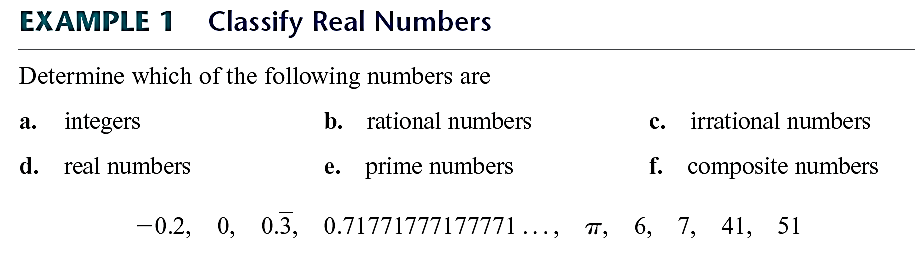 EXAMPLE 1 Classify Real Numbers
Determine which of the following numbers are
a. integers b. rational numbers c. irrational numbers
d. real numbers e. prime numbers f. composite numbers
−0.2, 0, 0.3̅, 0.71771777177771..., π, 6, 7, 41, 51